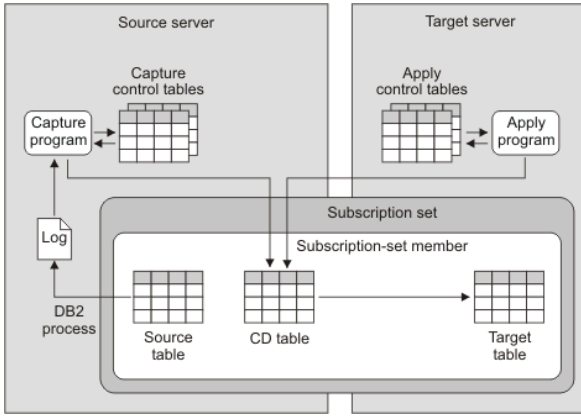 Source server
Target server
Capture
control tables
Apply
control tables
Capture
program
Apply
program
Log
Subscription set
Subscription-set member
DB2
process
Source
table
CD table
Target
table